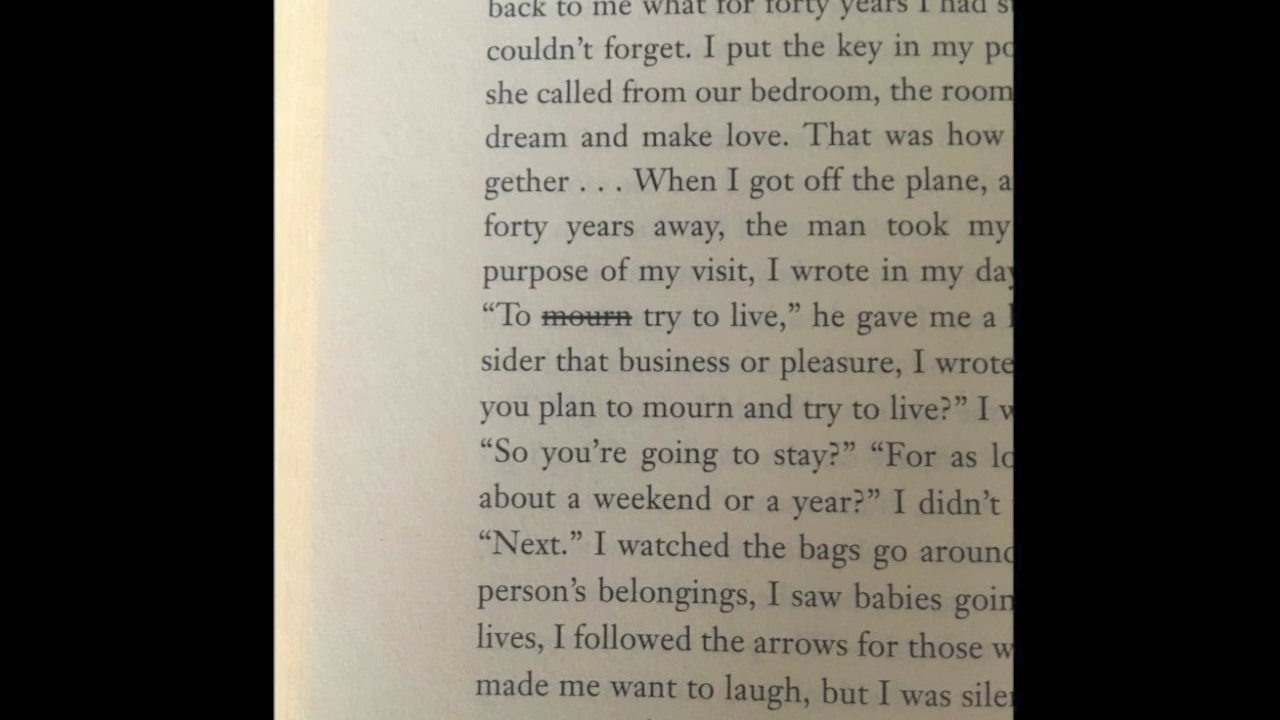 back to me what for forty years I had
couldn't forget. I put the key in my
she called from our bedroom, the room
dream and make love. That was how
gether . . . When I got off the plane,
forty years away, the man took my
purpose of my visit, I wrote in my
“To ~~mourn~~ try to live,” he gave me a
sider that business or pleasure, I wrote
you plan to mourn and try to live?” I
“So you're going to stay?” “For as
about a weekend or a year?” I didn't
“Next.” I watched the bags go
person's belongings, I saw babies
lives, I followed the arrows for those
made me want to laugh, but I was